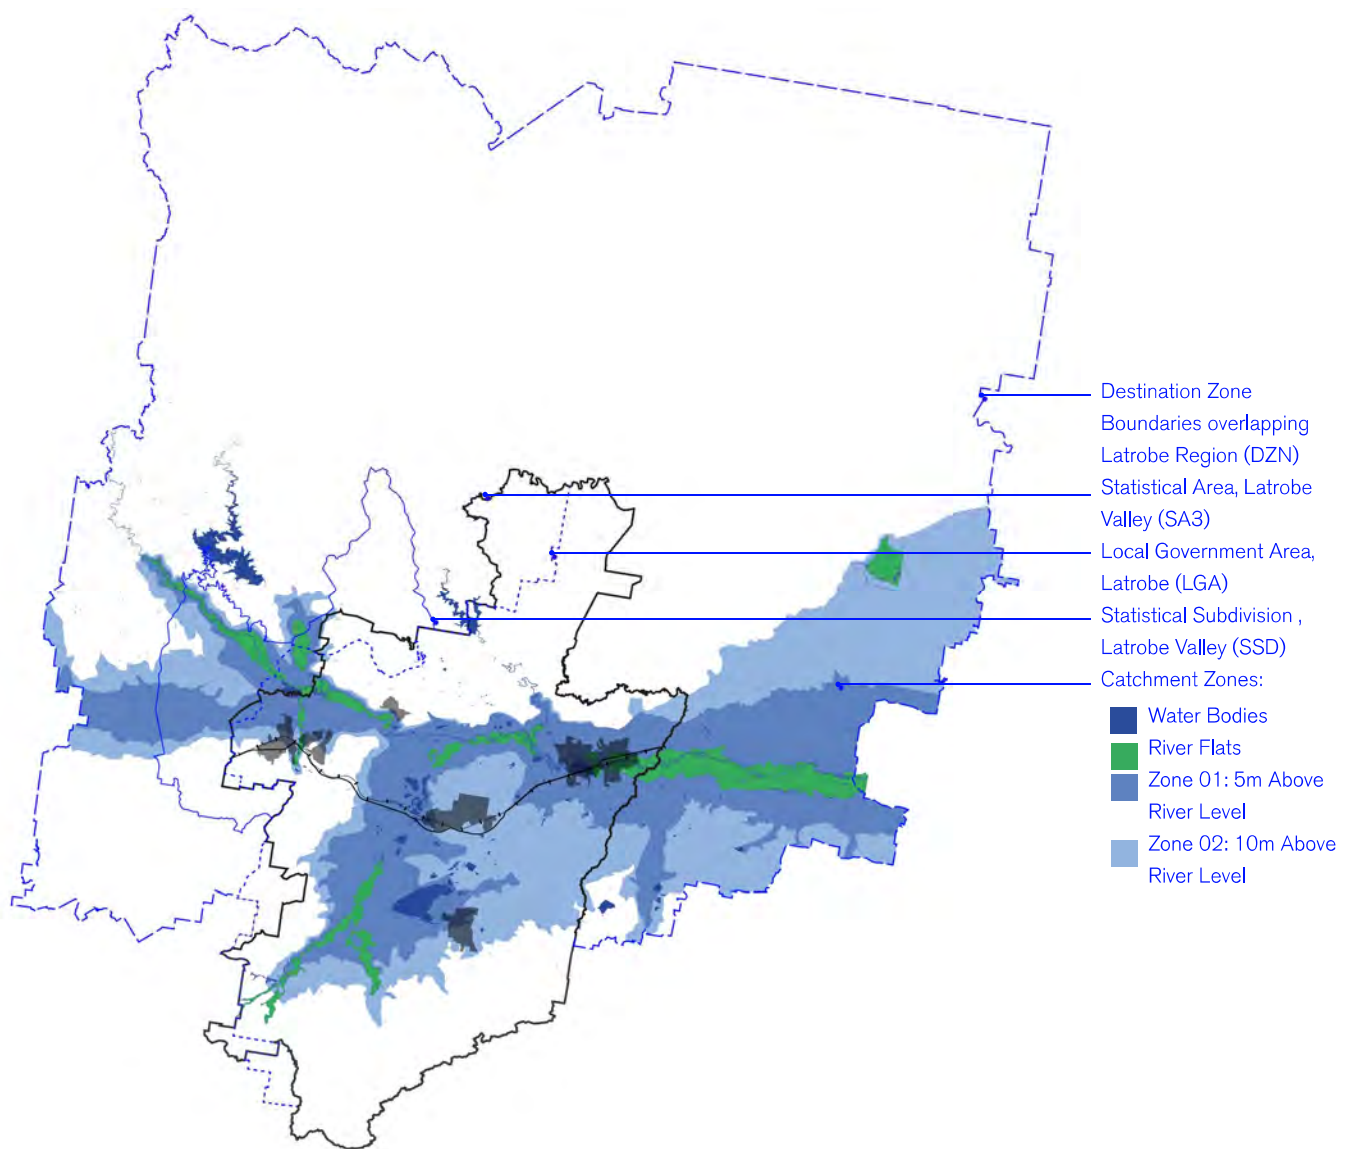 Destination Zone
Boundaries overlapping
Latrobe Region (DZN)
Statistical Area, Latrobe
Valley (SA3)
Local Government Area,
Latrobe (LGA)
Statistical Subdivision ,
Latrobe Valley (SSD)
Catchment Zones:
Water Bodies
River Flats
Zone 01: 5m Above
River Level
Zone 02: 10m Above
River Level